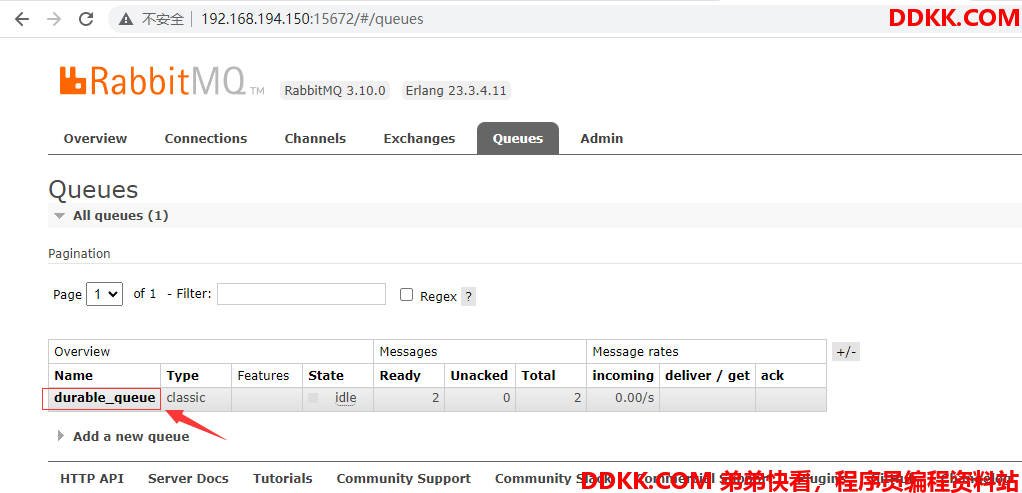 不安全 192.168.194.150:15672/#/queues
DDKK.COM
RabbitMQ TM RabbitMQ 3.10.0 Erlang 23.3.4.11
Overview Connections Channels Exchanges Queues Admin
Queues
All queues (1)
Pagination
Page 1 of 1 - Filter: Regex ?
Overview Messages Message rates +/-
Name Type Features State Ready Unacked Total incoming deliver / get ack
durable_queue classic idle 2 0 2 0.00/s
Add a new queue
HTTP API Server Docs Tutorials Community Support Community Slack
DDKK.COM 弟弟快看，程序员编程资料站